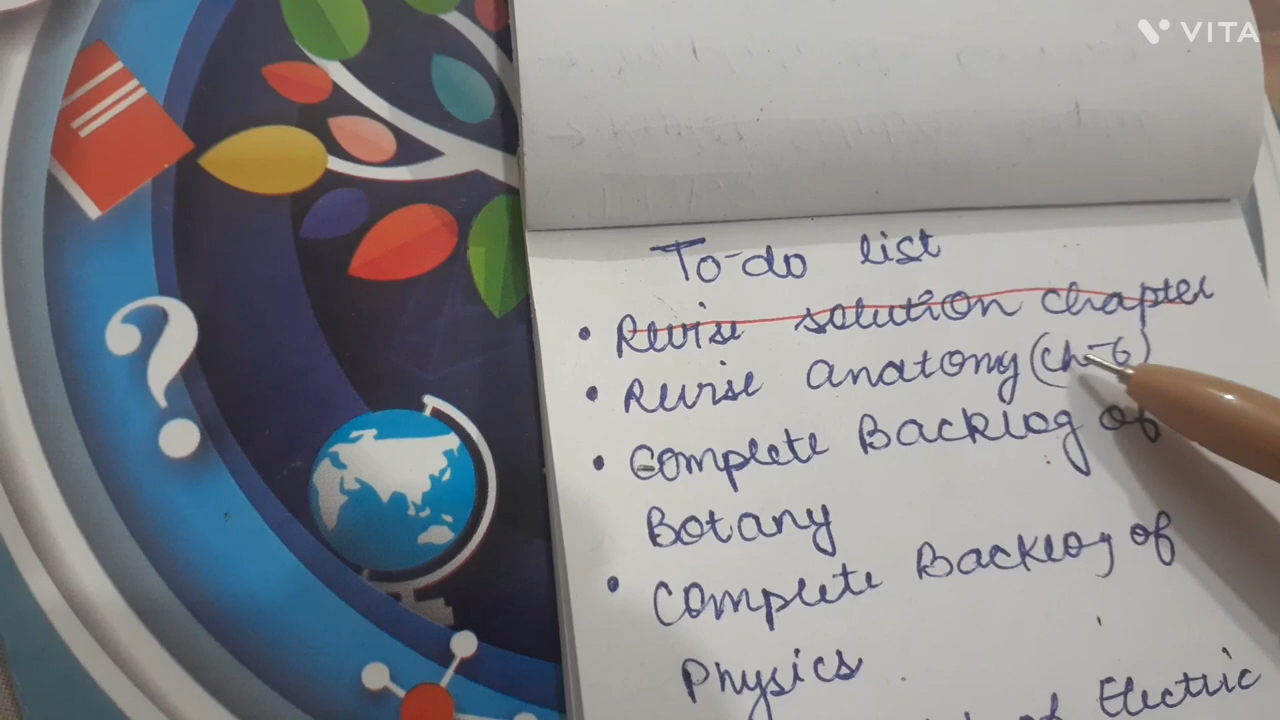 VITA
To-do list
• Revise solution chapter
• Revise anatomy (Ch-6)
• Complete Backlog of
Botany
• Complete Backlog of
Physics
of Electric